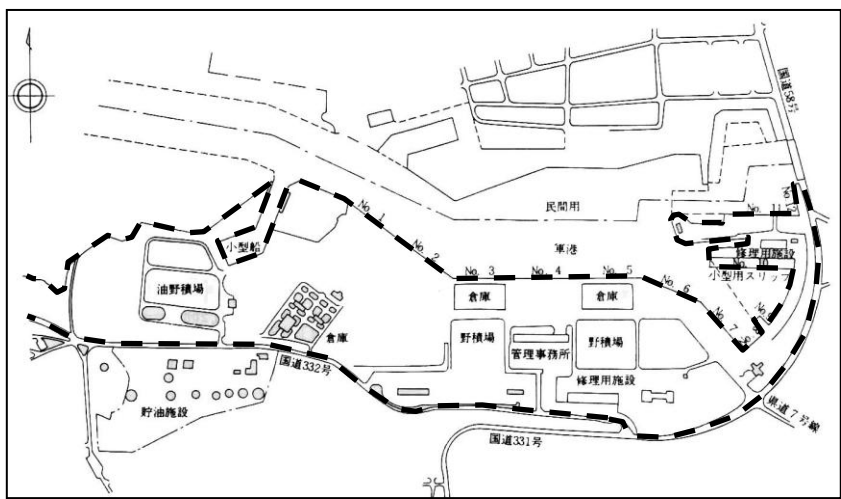 国道58号
民間用
No. 1
No. 2
No. 3
No. 4
No. 5
No. 6
No. 7
No. 10
No. 11
軍港
小型船
修理用施設
小型用スリップ
油野積場
倉庫
倉庫
倉庫
野積場
管理事務所
野積場
修理用施設
国道332号
貯油施設
国道331号
県道7号線